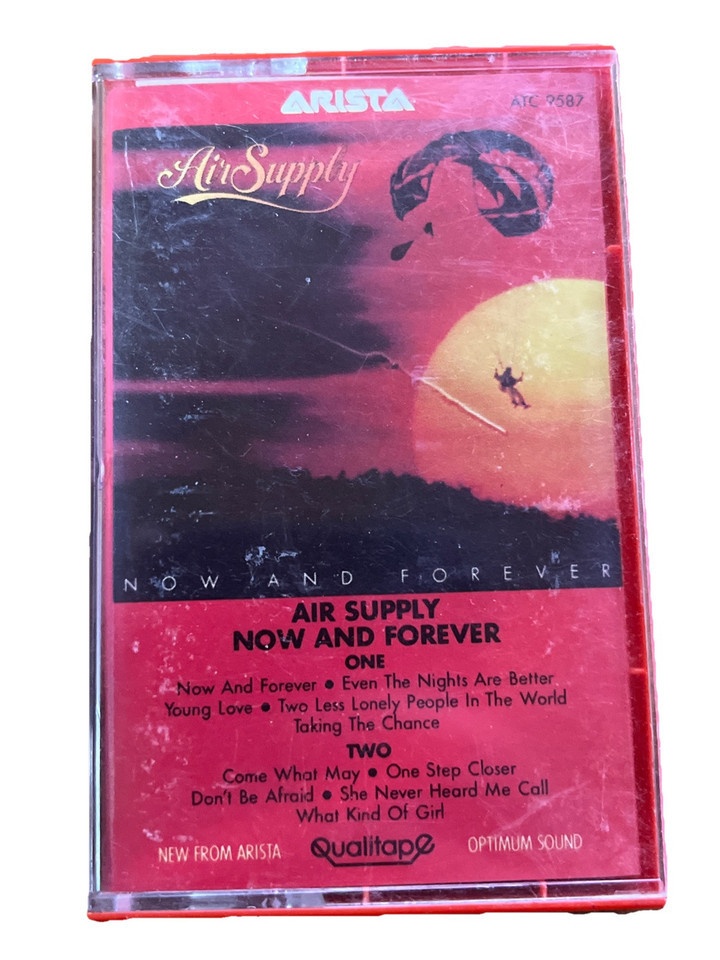 ARISTA
ATC 9587
Air Supply
NOW AND FOREVER
AIR SUPPLY
NOW AND FOREVER
ONE
Now And Forever • Even The Nights Are Better
Young Love • Two Less Lonely People In The World
Taking The Chance
TWO
Come What May • One Step Closer
Don't Be Afraid • She Never Heard Me Call
What Kind Of Girl
NEW FROM ARISTA
Qualitape
OPTIMUM SOUND